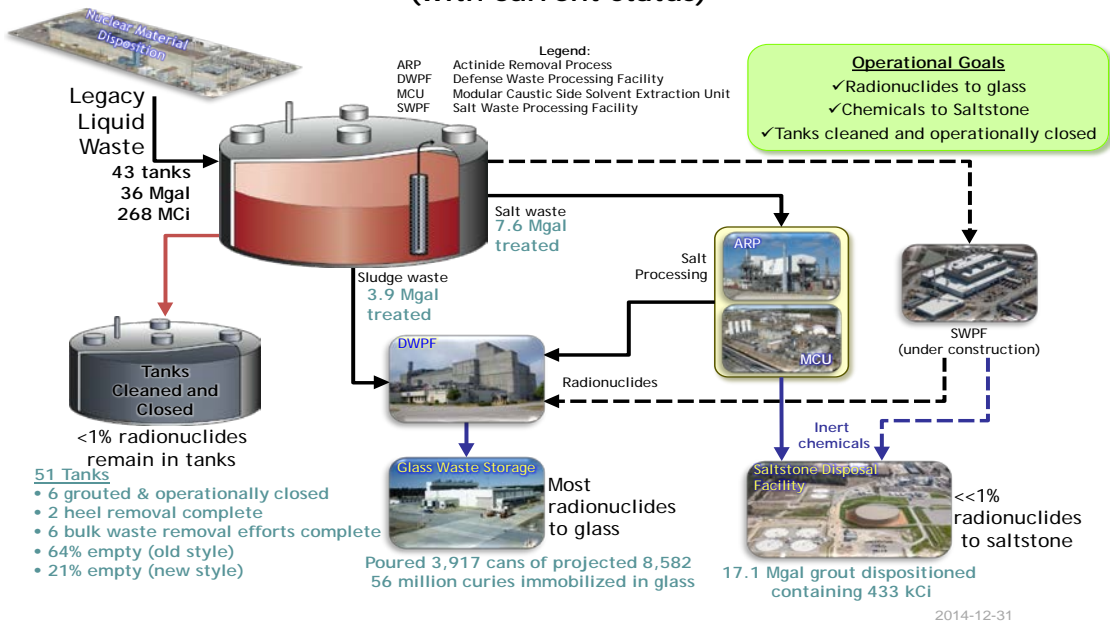 (with current status)
Nuclear Material
Disposition
Legend:
ARP Actinide Removal Process
DWPF Defense Waste Processing Facility
MCU Modular Caustic Side Solvent Extraction Unit
SWPF Salt Waste Processing Facility
Operational Goals
✓Radionuclides to glass
✓Chemicals to Saltstone
✓Tanks cleaned and operationally closed
Legacy
Liquid
Waste
43 tanks
36 Mgal
268 MCi
Salt waste
7.6 Mgal
treated
Sludge waste
3.9 Mgal
treated
Salt
Processing
ARP
MCU
SWPF
(under construction)
DWPF
Radionuclides
Inert
chemicals
Tanks
Cleaned and
Closed
<1% radionuclides
remain in tanks
51 Tanks
• 6 grouted & operationally closed
• 2 heel removal complete
• 6 bulk waste removal efforts complete
• 64% empty (old style)
• 21% empty (new style)
Glass Waste Storage
Most
radionuclides
to glass
Poured 3,917 cans of projected 8,582
56 million curies immobilized in glass
Saltstone Disposal
Facility
<<1%
radionuclides
to saltstone
17.1 Mgal grout dispositioned
containing 433 kCi
2014-12-31